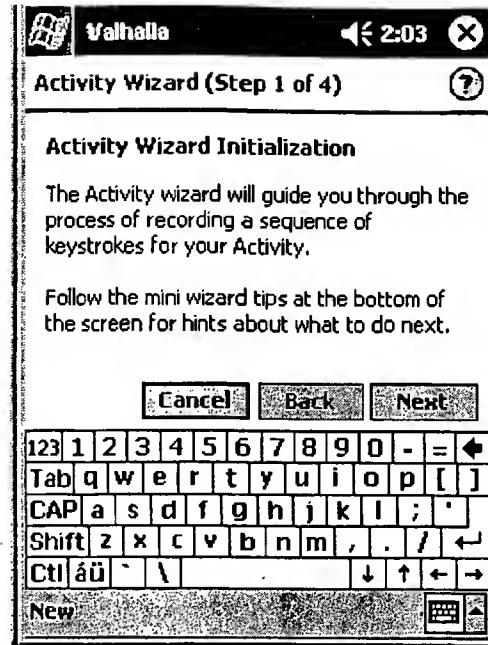 Valhalla 2:03
Activity Wizard (Step 1 of 4) ?
Activity Wizard Initialization
The Activity wizard will guide you through the
process of recording a sequence of
keystrokes for your Activity.
Follow the mini wizard tips at the bottom of
the screen for hints about what to do next.
Cancel Back Next
123 1 2 3 4 5 6 7 8 9 0 - = 🡄
Tab q w e r t y u i o p [ ]
CAP a s d f g h j k l ; '
Shift z x c v b n m , . / ↵
Ctl áü ` \ ↓ ↑ ← →
New